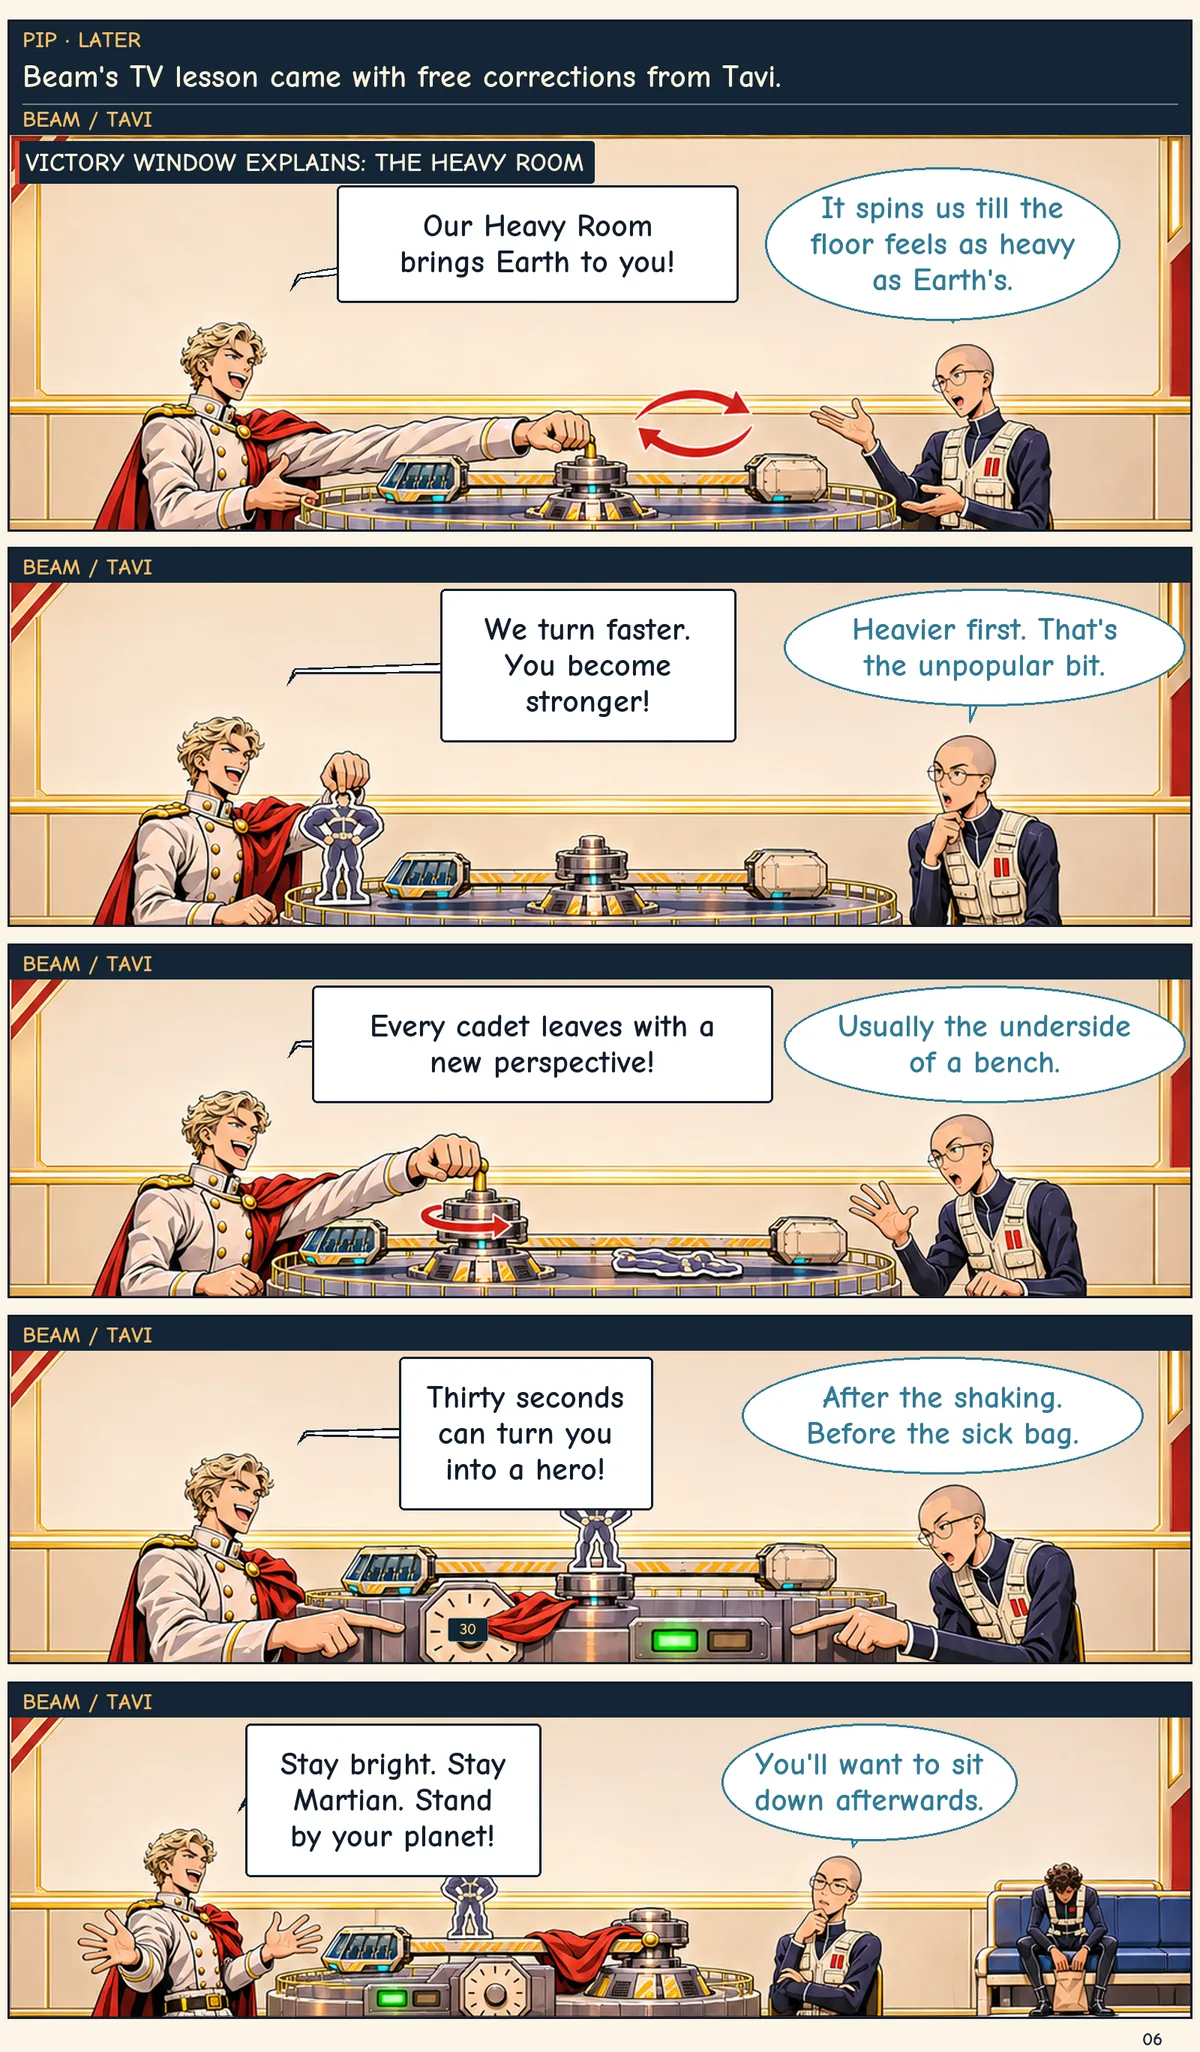 PIP · LATER
Beam's TV lesson came with free corrections from Tavi.
BEAM / TAVI
VICTORY WINDOW EXPLAINS: THE HEAVY ROOM
Our Heavy Room
brings Earth to you!
It spins us till the
floor feels as heavy
as Earth's.
BEAM / TAVI
We turn faster.
You become
stronger!
Heavier first. That's
the unpopular bit.
BEAM / TAVI
Every cadet leaves with a
new perspective!
Usually the underside
of a bench.
BEAM / TAVI
Thirty seconds
can turn you
into a hero!
After the shaking.
Before the sick bag.
30
BEAM / TAVI
Stay bright. Stay
Martian. Stand
by your planet!
You'll want to sit
down afterwards.
06